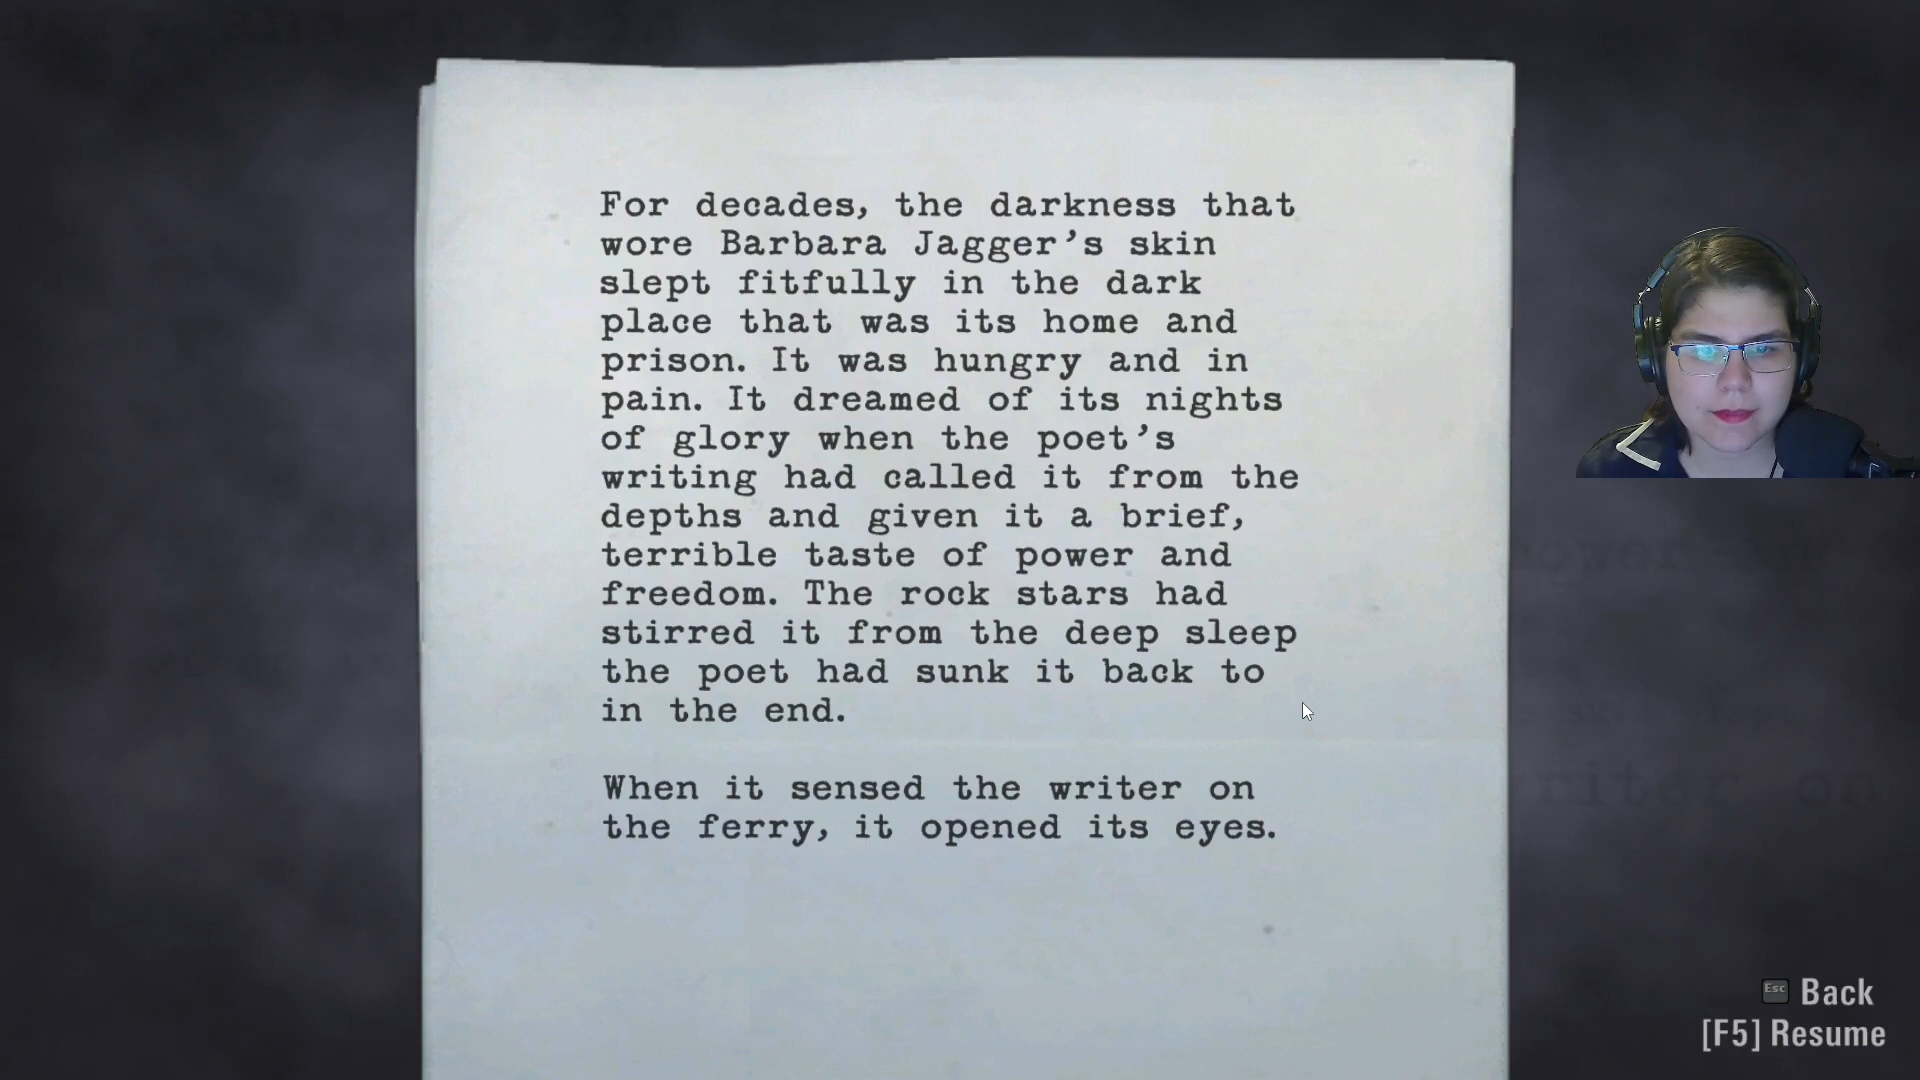 For decades, the darkness that
wore Barbara Jagger's skin
slept fitfully in the dark
place that was its home and
prison. It was hungry and in
pain. It dreamed of its nights
of glory when the poet's
writing had called it from the
depths and given it a brief,
terrible taste of power and
freedom. The rock stars had
stirred it from the deep sleep
the poet had sunk it back to
in the end.
When it sensed the writer on
the ferry, it opened its eyes.
Esc Back
[F5] Resume